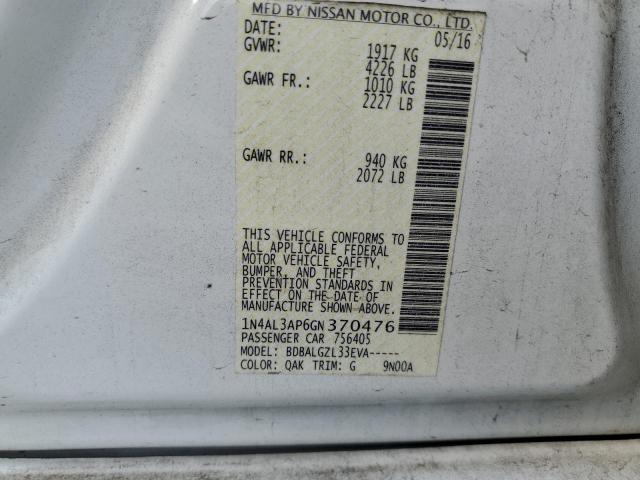 MFD BY NISSAN MOTOR CO., LTD.
DATE: 05/16
GVWR: 1917 KG
4226 LB
GAWR FR.: 1010 KG
2227 LB
GAWR RR.: 940 KG
2072 LB
THIS VEHICLE CONFORMS TO
ALL APPLICABLE FEDERAL
MOTOR VEHICLE SAFETY,
BUMPER, AND THEFT
PREVENTION STANDARDS IN
EFFECT ON THE DATE OF
MANUFACTURE SHOWN ABOVE.
1N4AL3AP6GN370476
PASSENGER CAR 756405
MODEL: BDBALGZL33EVA-----
COLOR: QAK TRIM: G 9N00A